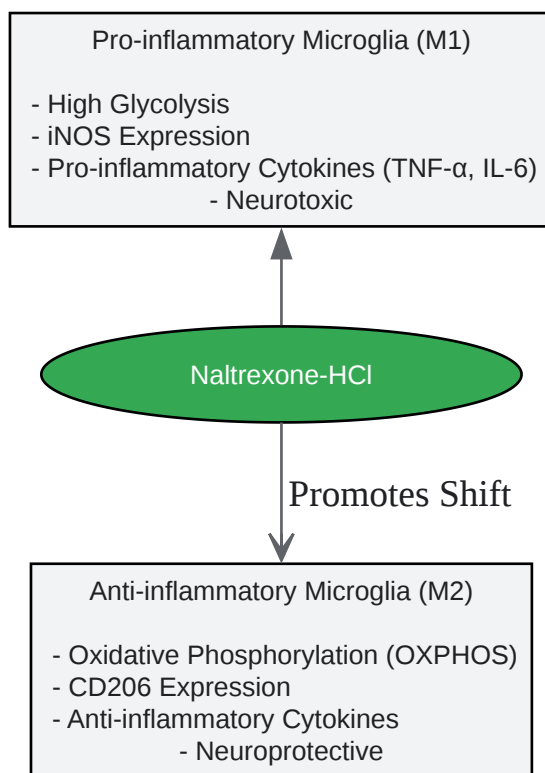 Pro-inflammatory Microglia (M1)
- High Glycolysis
- iNOS Expression
- Pro-inflammatory Cytokines (TNF-α, IL-6)
- Neurotoxic
Naltrexone-HCl
Promotes Shift
Anti-inflammatory Microglia (M2)
- Oxidative Phosphorylation (OXPHOS)
- CD206 Expression
- Anti-inflammatory Cytokines
- Neuroprotective